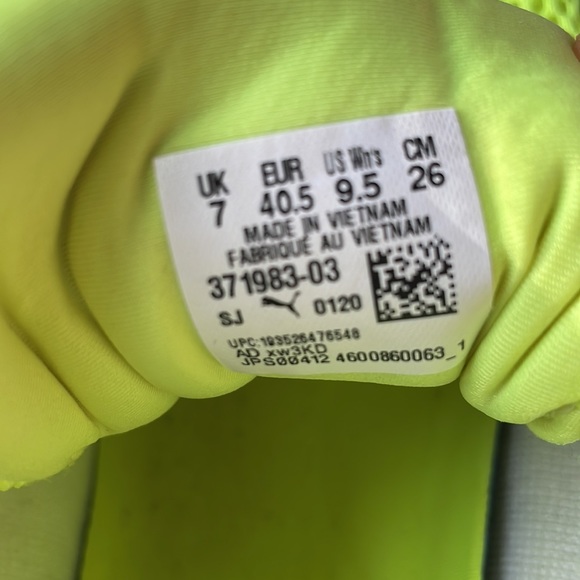 UK EUR US Wn's CM
7 40.5 9.5 26
MADE IN VIETNAM
FABRIQUÉ AU VIETNAM
371983-03
SJ 0120
UPC:193526476548
AD xw3KD
JPS00412 4600860063_1